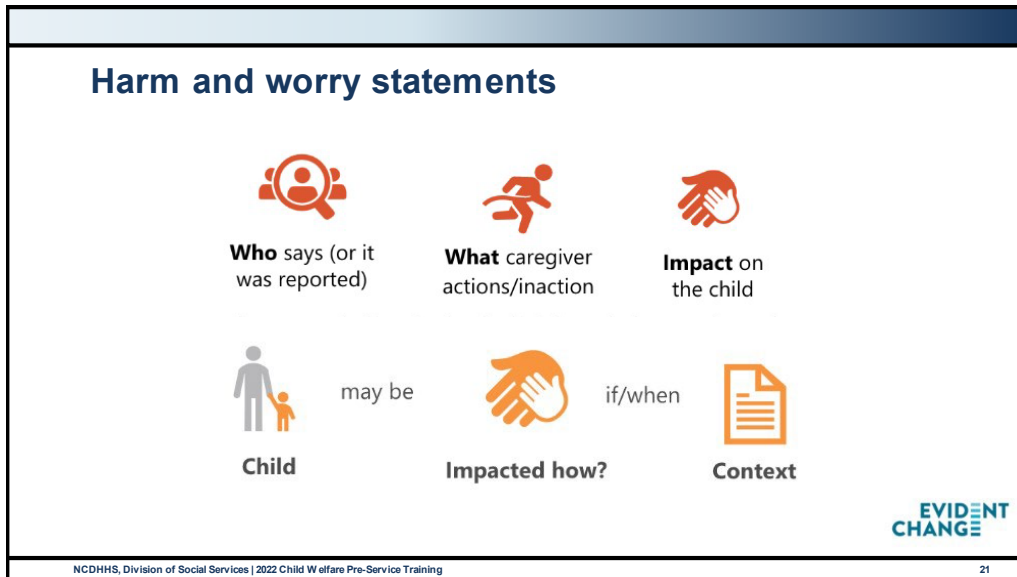 Harm and worry statements
Who says (or it
was reported)
What caregiver
actions/inaction
Impact on
the child
may be
if/when
Child
Impacted how?
Context
EVIDENT
CHANGE
NCDHHS, Division of Social Services | 2022 Child Welfare Pre-Service Training
21